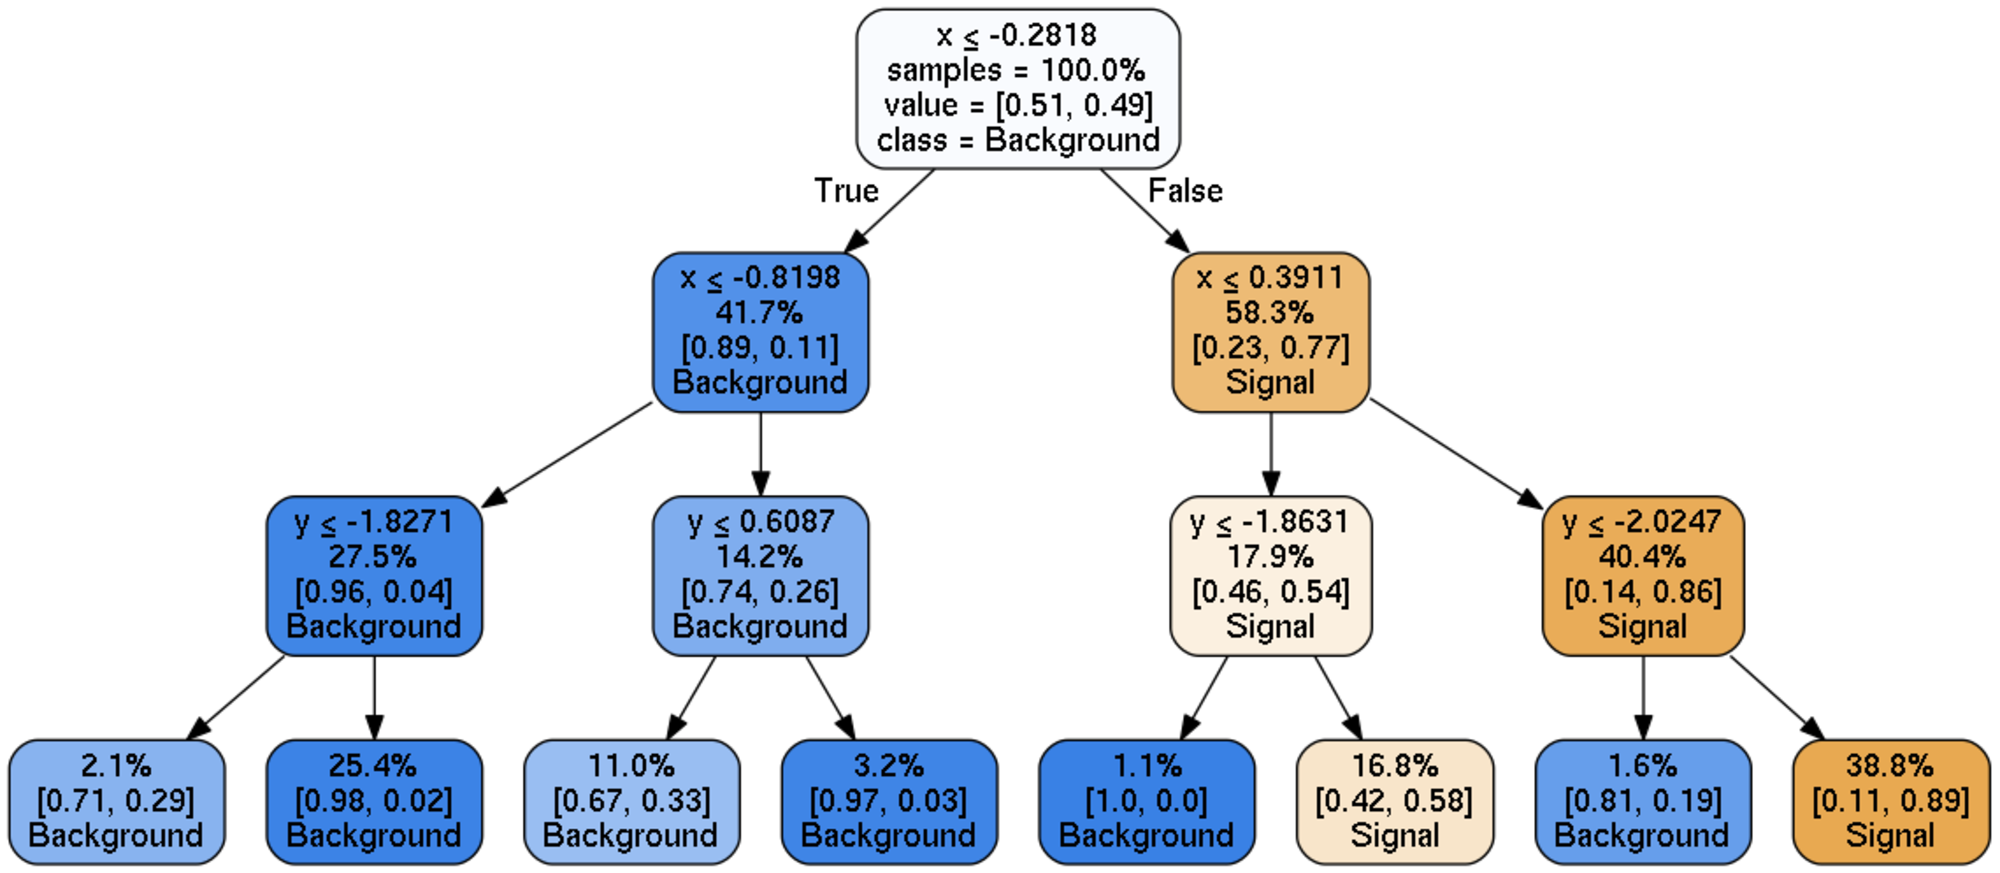 x ≤ -0.2818
samples = 100.0%
value = [0.51, 0.49]
class = Background
True
False
x ≤ -0.8198
41.7%
[0.89, 0.11]
Background
x ≤ 0.3911
58.3%
[0.23, 0.77]
Signal
y ≤ -1.8271
27.5%
[0.96, 0.04]
Background
y ≤ 0.6087
14.2%
[0.74, 0.26]
Background
y ≤ -1.8631
17.9%
[0.46, 0.54]
Signal
y ≤ -2.0247
40.4%
[0.14, 0.86]
Signal
2.1%
[0.71, 0.29]
Background
25.4%
[0.98, 0.02]
Background
11.0%
[0.67, 0.33]
Background
3.2%
[0.97, 0.03]
Background
1.1%
[1.0, 0.0]
Background
16.8%
[0.42, 0.58]
Signal
1.6%
[0.81, 0.19]
Background
38.8%
[0.11, 0.89]
Signal